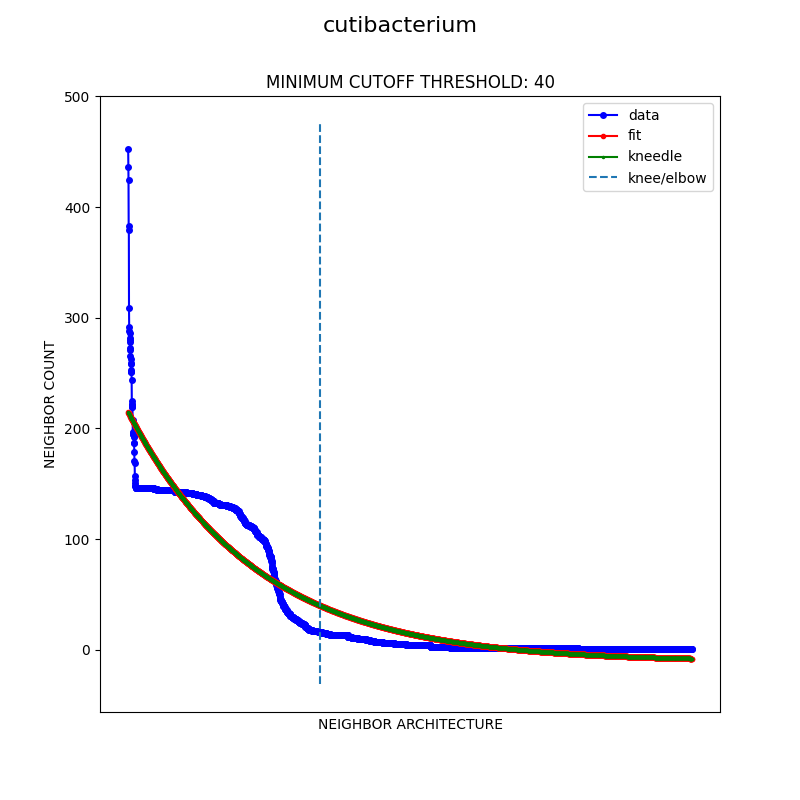 cutibacterium
MINIMUM CUTOFF THRESHOLD: 40
500
400
300
200
100
0
NEIGHBOR COUNT
data
fit
kneedle
knee/elbow
NEIGHBOR ARCHITECTURE